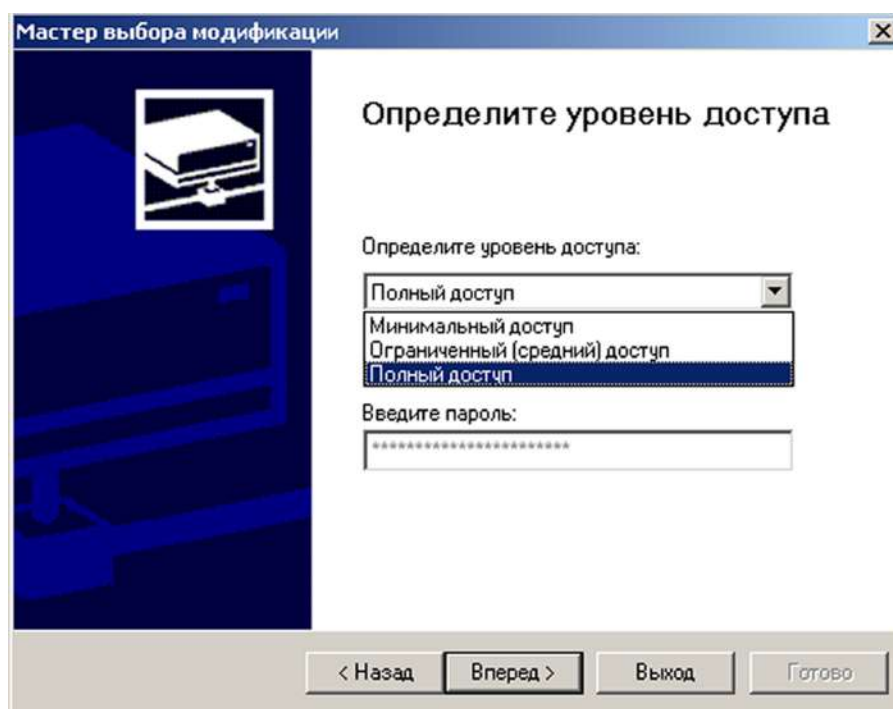 Мастер выбора модификации
Определите уровень доступа
Определите уровень доступа:
Полный доступ
Минимальный доступ
Ограниченный (средний) доступ
Полный доступ
Введите пароль:
***********************
< Назад
Вперед >
Выход
Готово